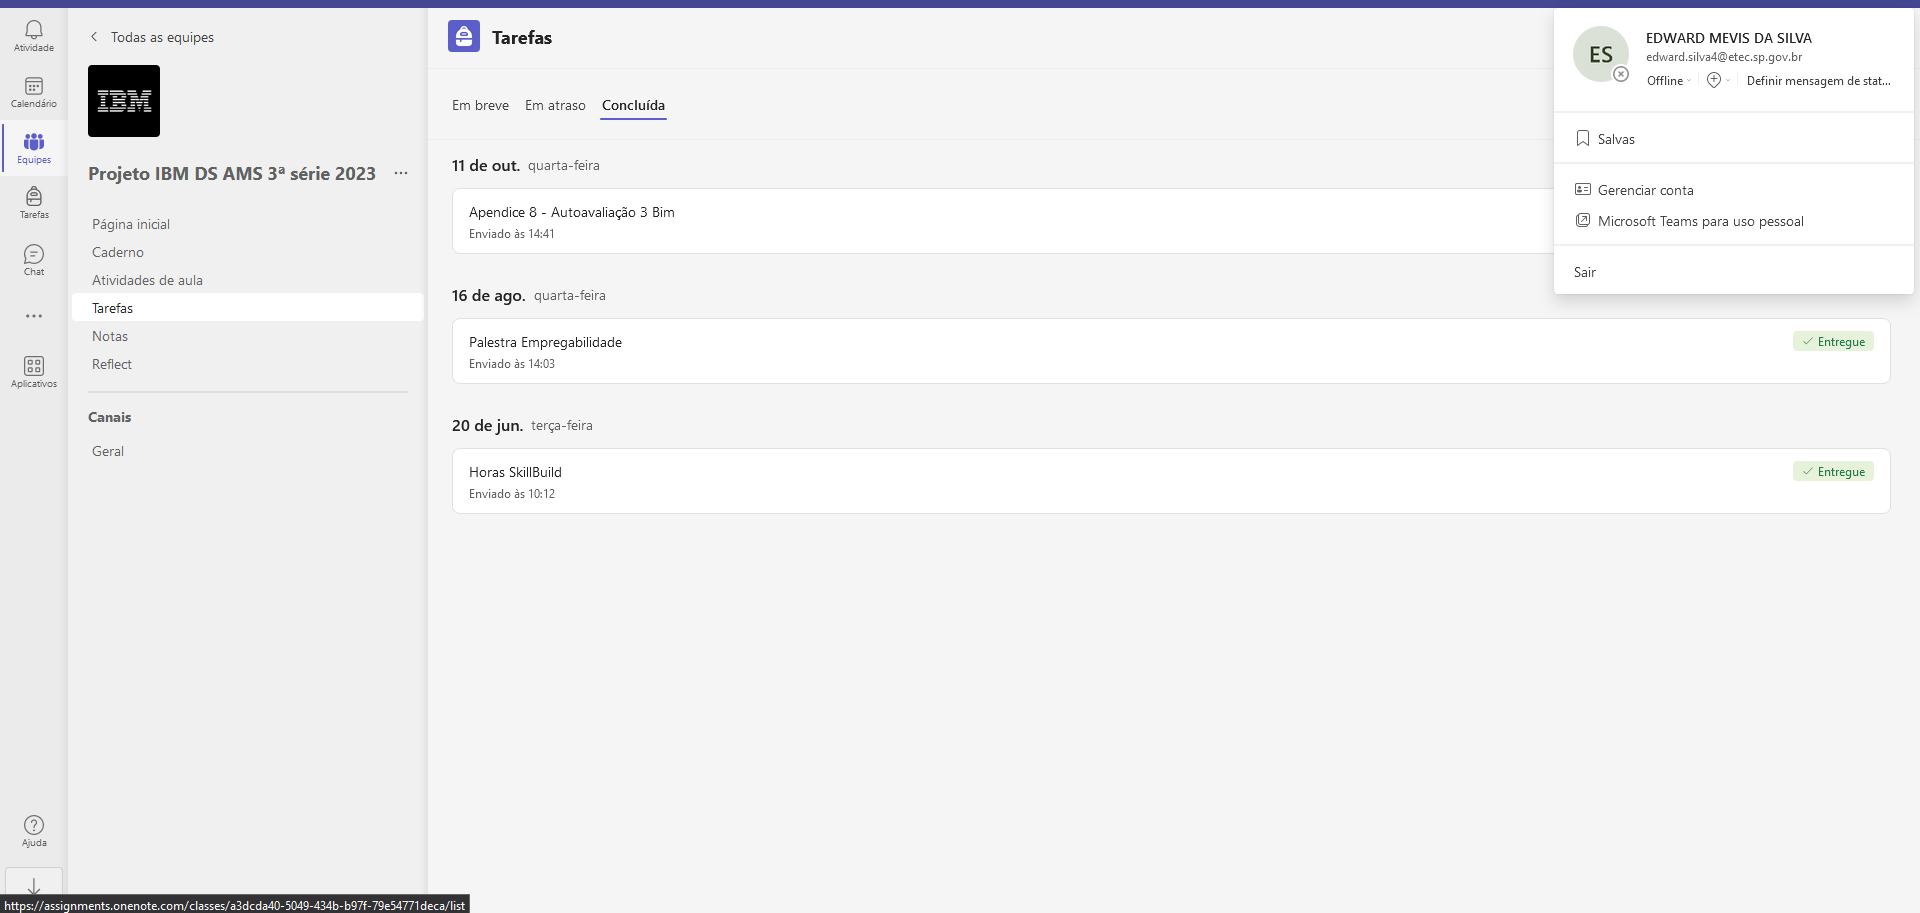 Atividade
Calendário
Equipes
Tarefas
Chat
Aplicativos
Ajuda
Todas as equipes
IBM
Projeto IBM DS AMS 3ª série 2023
Página inicial
Caderno
Atividades de aula
Tarefas
Notas
Reflect
Canais
Geral
Tarefas
Em breve Em atraso Concluída
11 de out. quarta-feira
Apendice 8 - Autoavaliação 3 Bim
Enviado às 14:41
16 de ago. quarta-feira
Palestra Empregabilidade
Entregue
Enviado às 14:03
20 de jun. terça-feira
Horas SkillBuild
Entregue
Enviado às 10:12
ES
EDWARD MEVIS DA SILVA
edward.silva4@etec.sp.gov.br
Offline Definir mensagem de stat...
Salvas
Gerenciar conta
Microsoft Teams para uso pessoal
Sair
https://assignments.onenote.com/classes/a3dcda40-5049-434b-b97f-79e54771deca/list